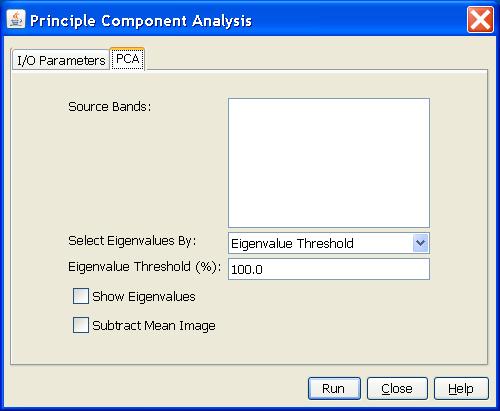 Principle Component Analysis
I/O Parameters PCA
Source Bands:
Select Eigenvalues By: Eigenvalue Threshold
Eigenvalue Threshold (%): 100.0
Show Eigenvalues
Subtract Mean Image
Run Close Help